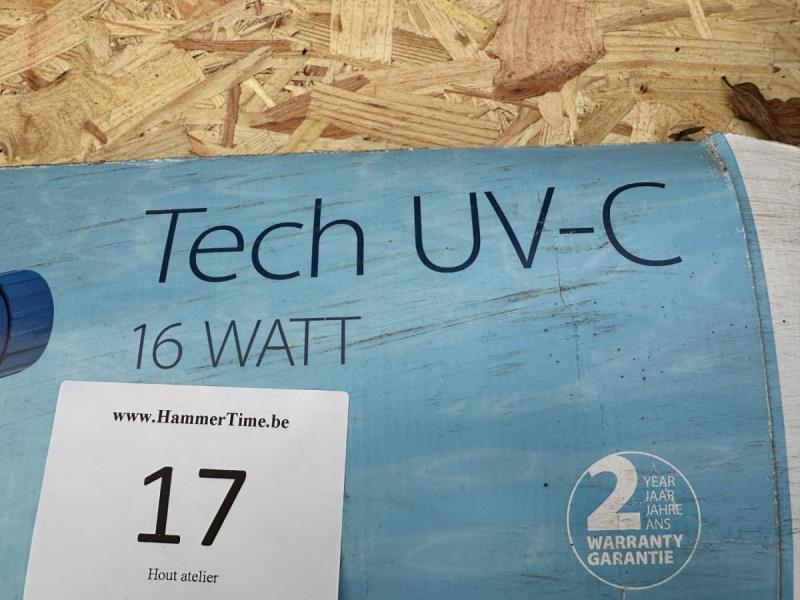 Tech UV-C
16 WATT
www.HammerTime.be
17
Hout atelier
2
YEAR
JAAR
JAHRE
ANS
WARRANTY
GARANTIE